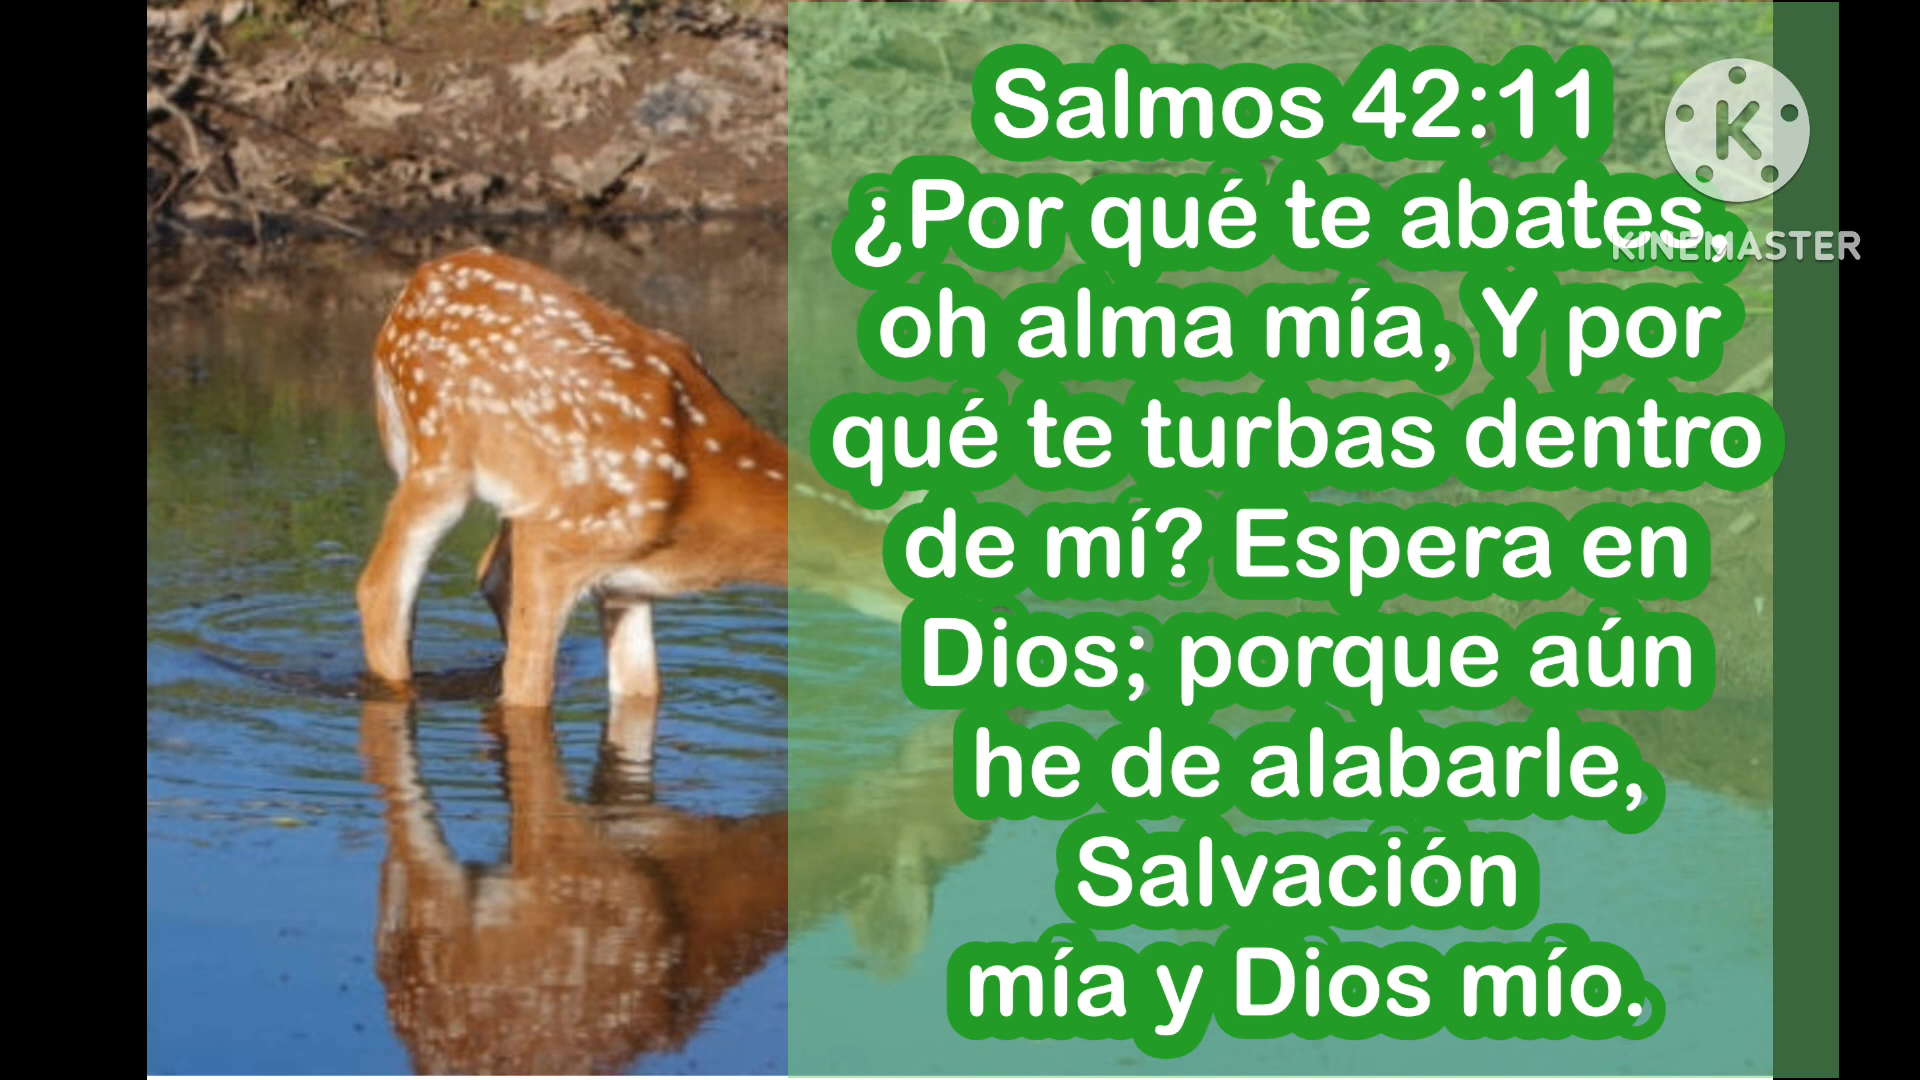 Salmos 42:11
¿Por qué te abates,
oh alma mía, Y por
qué te turbas dentro
de mí? Espera en
Dios; porque aún
he de alabarle,
Salvación
mía y Dios mío.
K
KINEMASTER